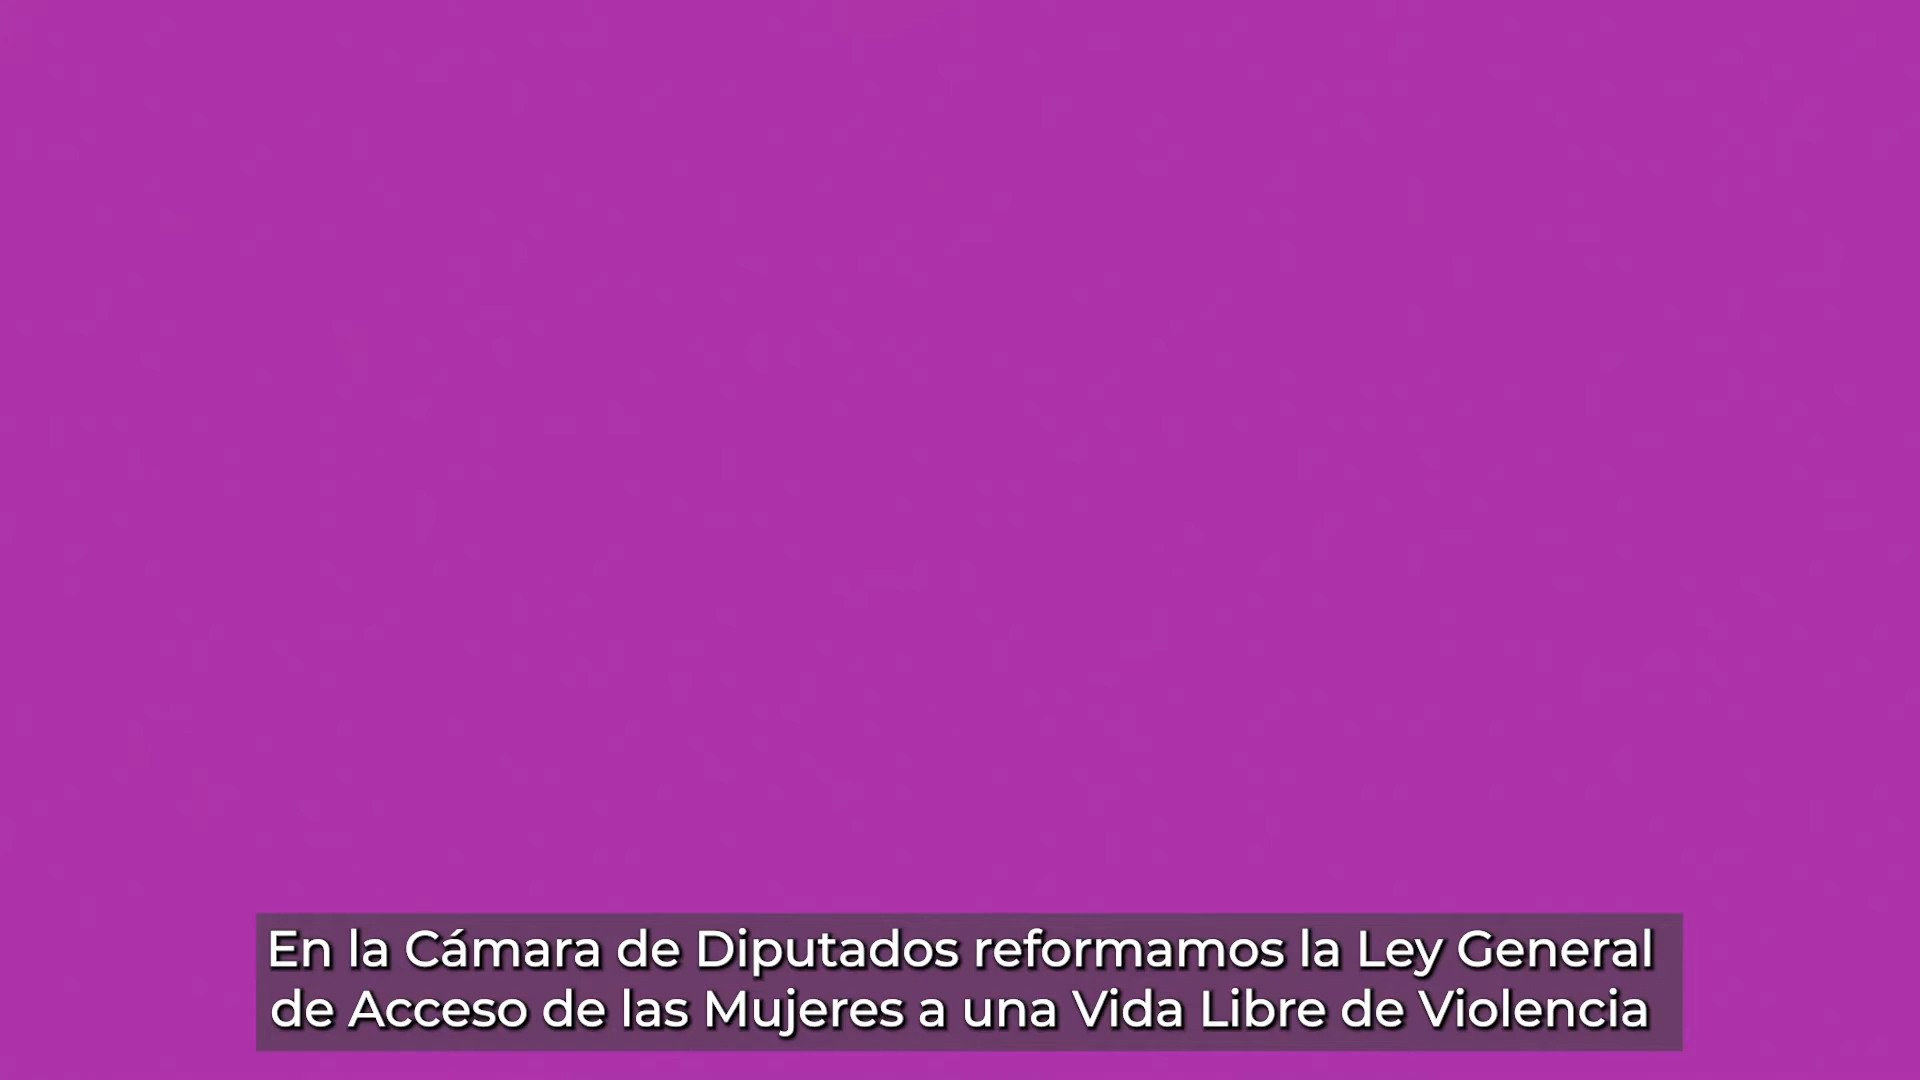 En la Cámara de Diputados reformamos la Ley General
de Acceso de las Mujeres a una Vida Libre de Violencia